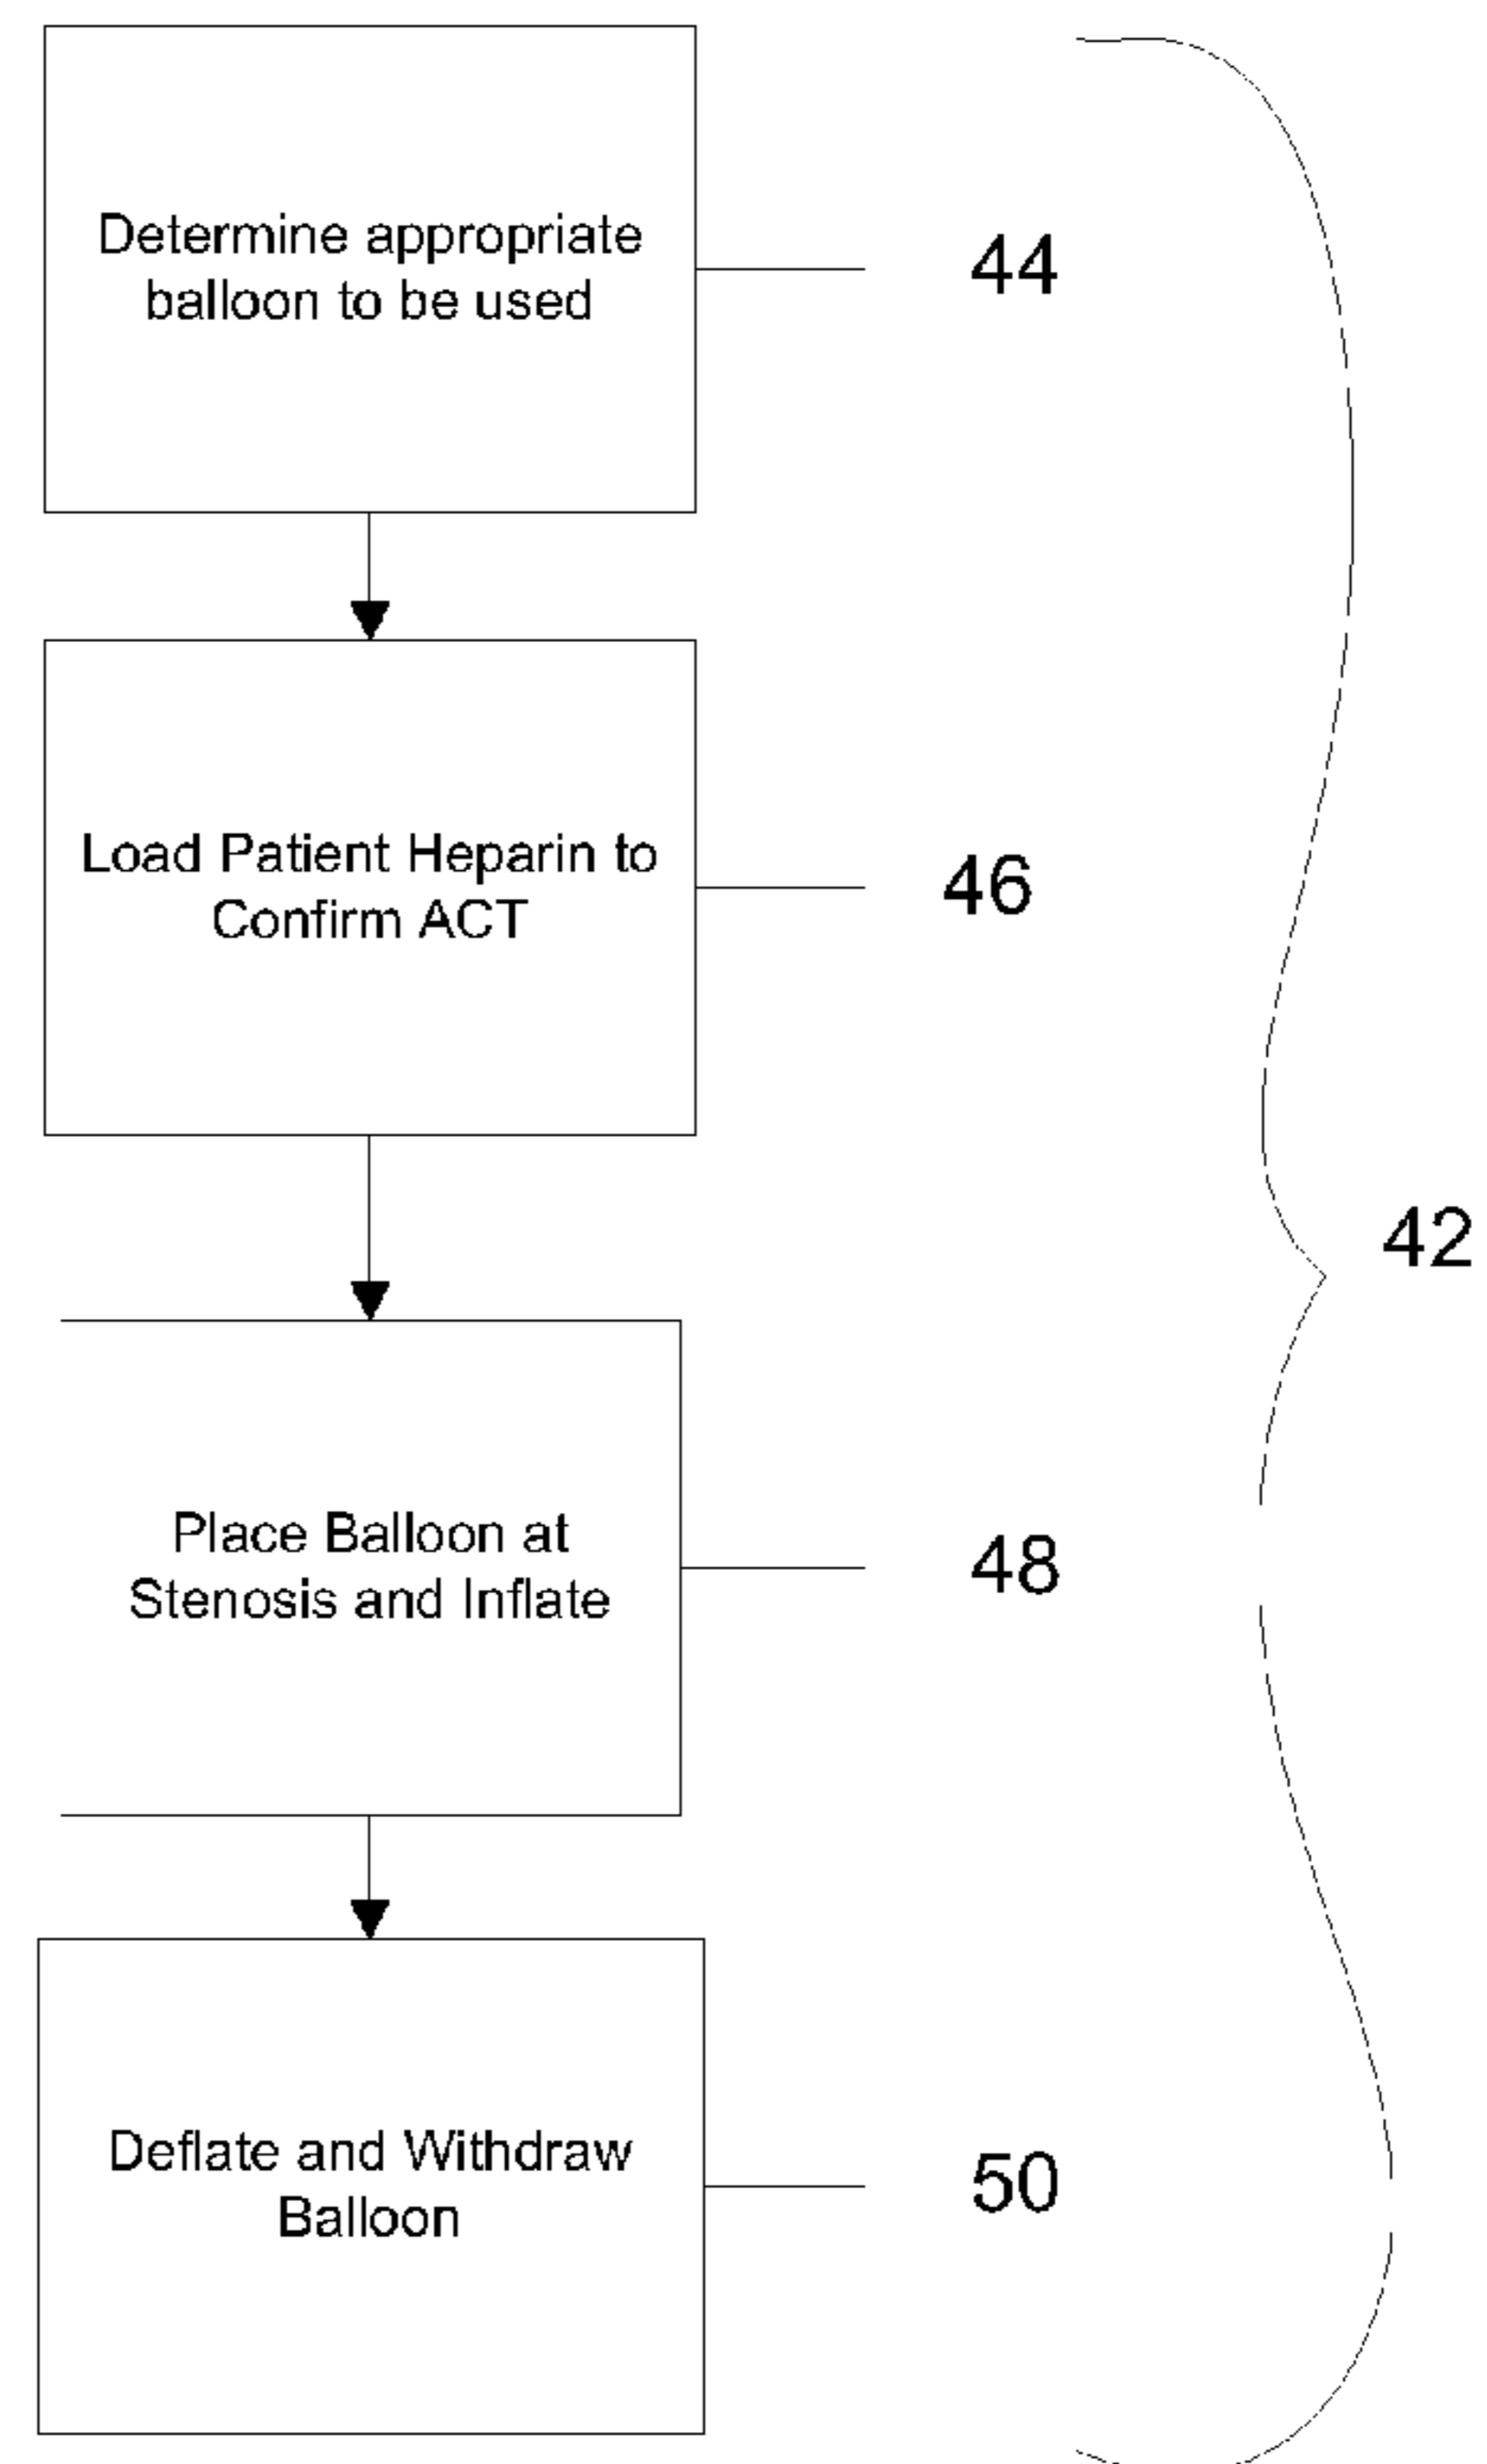 Determine appropriate
balloon to be used
44
Load Patient Heparin to
Confirm ACT
46
42
Place Balloon at
Stenosis and Inflate
48
Deflate and Withdraw
Balloon
50